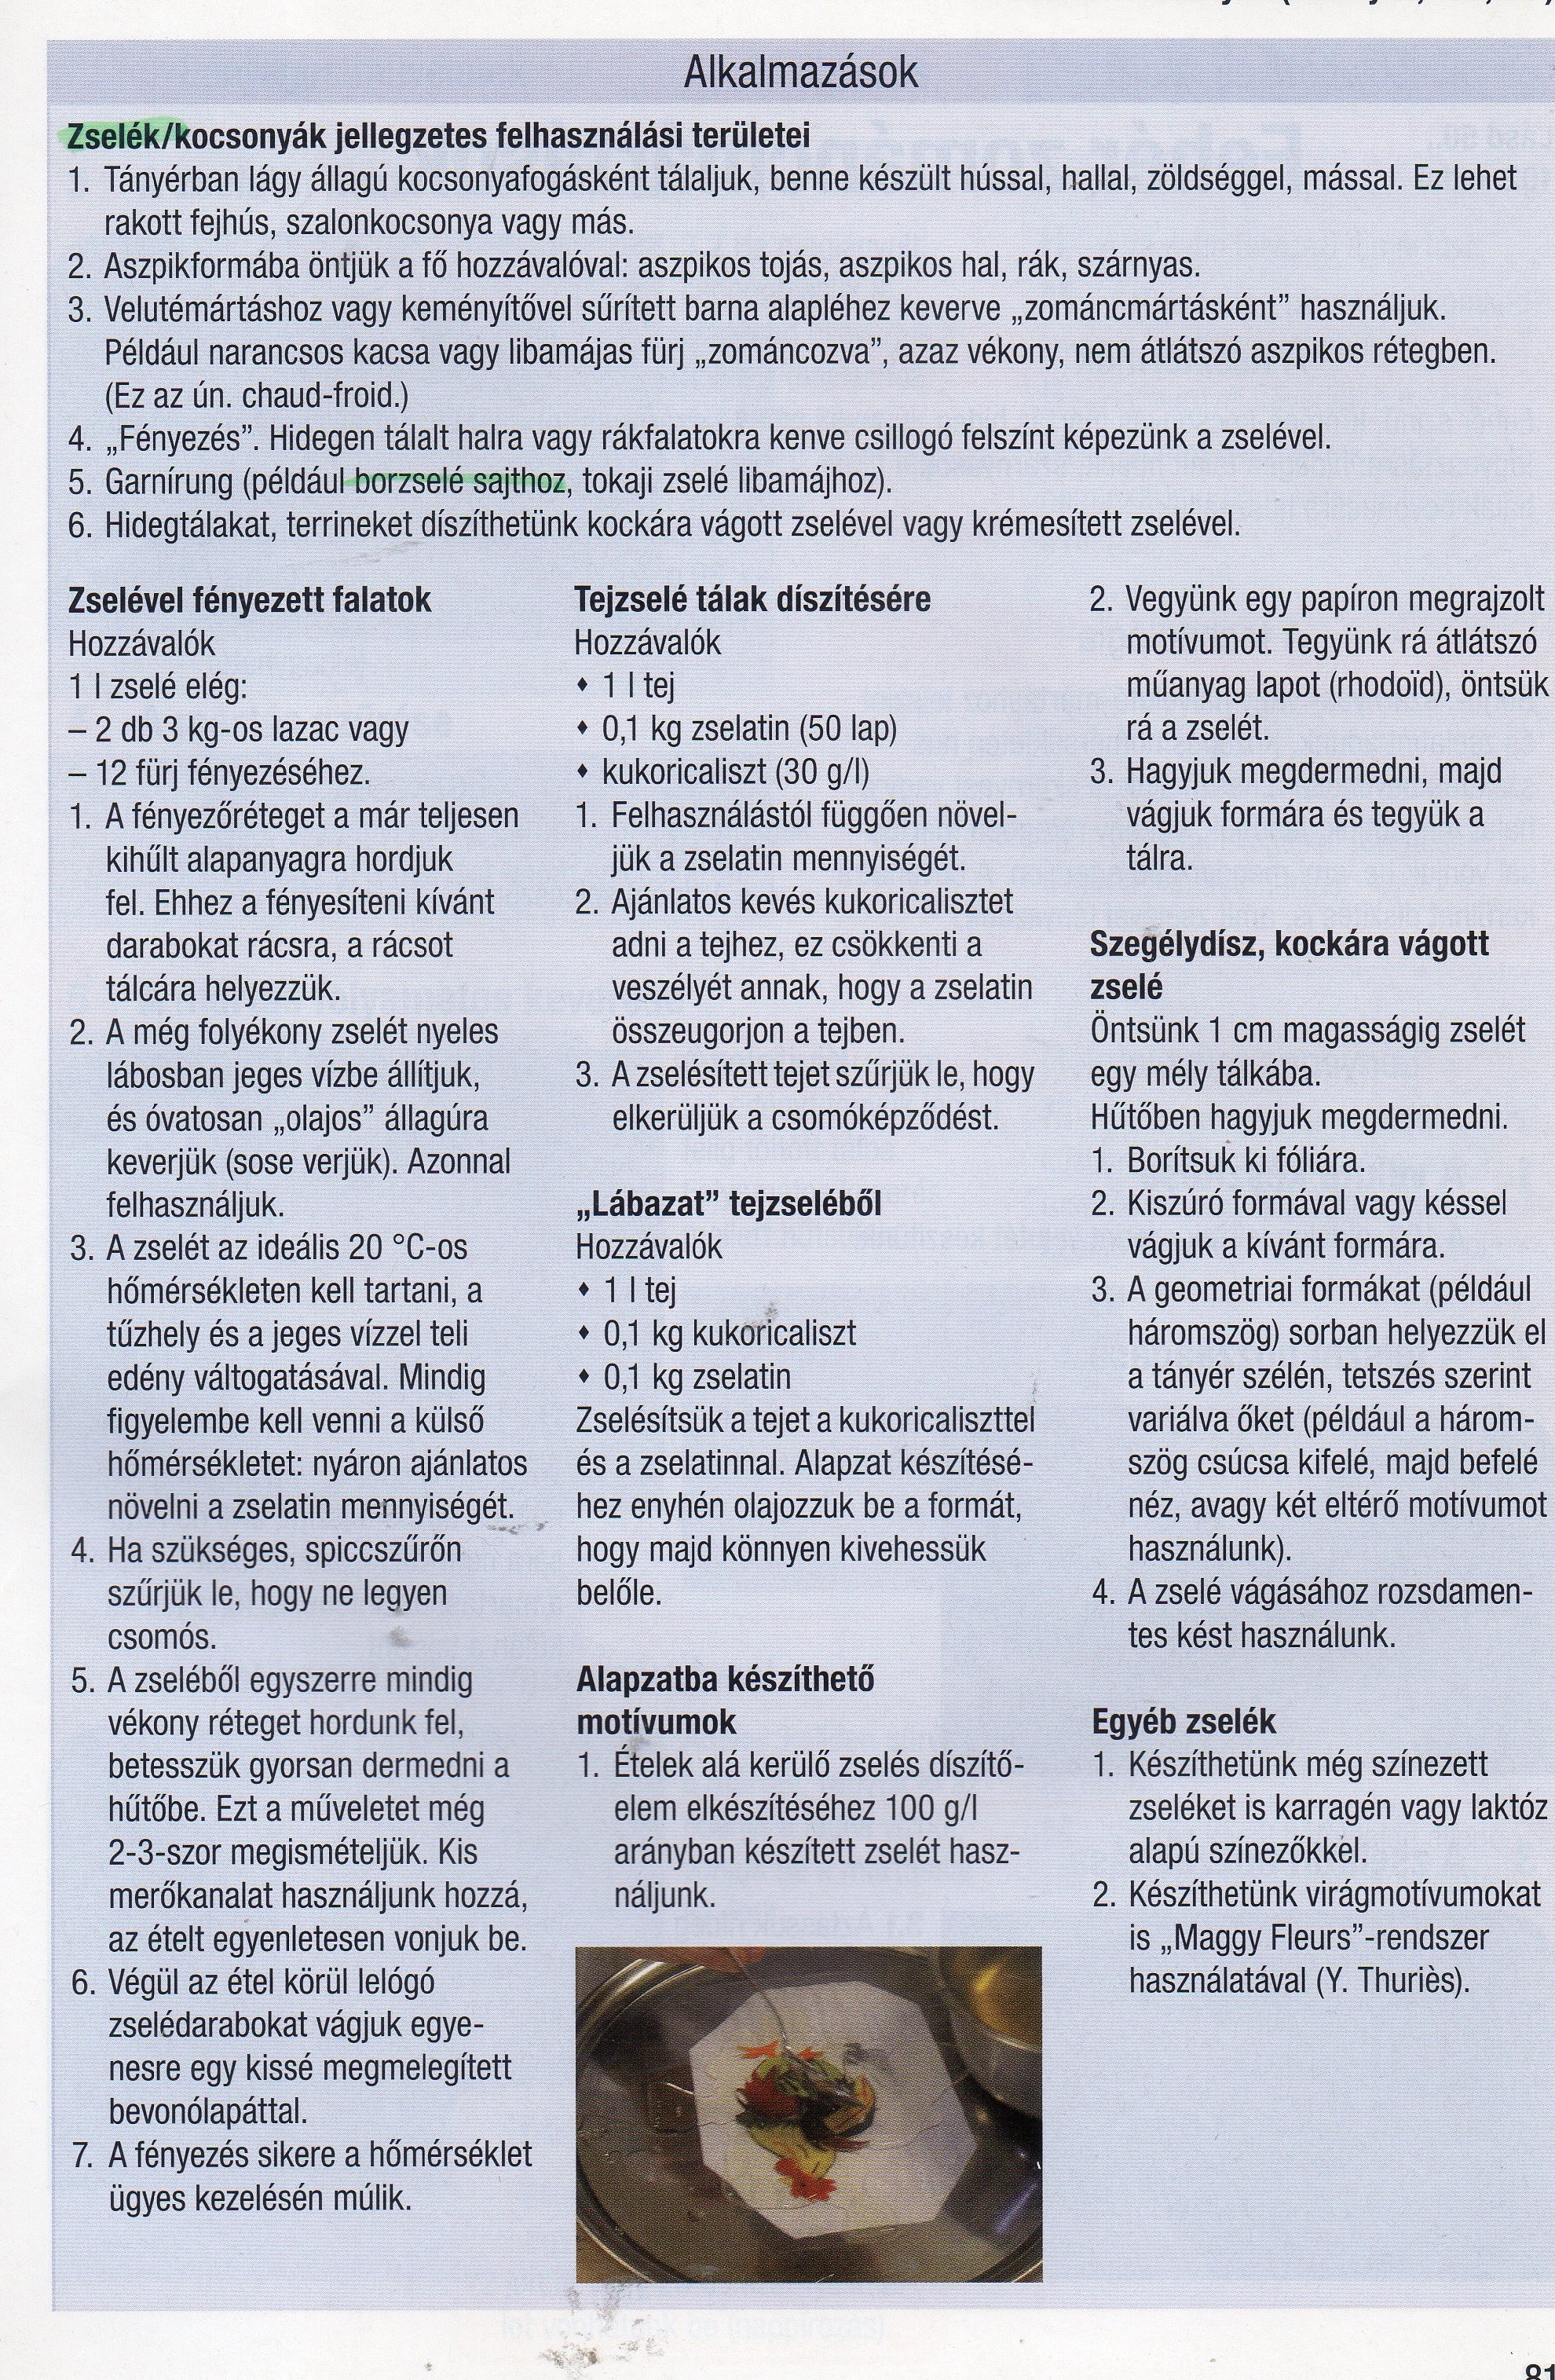 Alkalmazások
Zselék/kocsonyák jellegzetes felhasználási területei
1. Tányérban lágy állagú kocsonyafogásként tálaljuk, benne készült hússal, hallal, zöldséggel, mással. Ez lehet
rakott fejhús, szalonkocsonya vagy más.
2. Aszpikformába öntjük a fő hozzávalóval: aszpikos tojás, aszpikos hal, rák, szárnyas.
3. Velutémártáshoz vagy keményítővel sűrített barna alapléhez keverve „zománcmártásként” használjuk.
Például narancsos kacsa vagy libamájas fürj „zománcozva”, azaz vékony, nem átlátszó aszpikos rétegben.
(Ez az ún. chaud-froid.)
4. „Fényezés”. Hidegen tálalt halra vagy rákfalatokra kenve csillogó felszínt képezünk a zselével.
5. Garnírung (például borzselé sajthoz, tokaji zselé libamájhoz).
6. Hidegtálakat, terrineket díszíthetünk kockára vágott zselével vagy krémesített zselével.
Zselével fényezett falatok
Hozzávalók
1 l zselé elég:
– 2 db 3 kg-os lazac vagy
– 12 fürj fényezéséhez.
1. A fényezőréteget a már teljesen
kihűlt alapanyagra hordjuk
fel. Ehhez a fényesíteni kívánt
darabokat rácsra, a rácsot
tálcára helyezzük.
2. A még folyékony zselét nyeles
lábosban jeges vízbe állítjuk,
és óvatosan „olajos” állagúra
keverjük (sose verjük). Azonnal
felhasználjuk.
3. A zselét az ideális 20 °C-os
hőmérsékleten kell tartani, a
tűzhely és a jeges vízzel teli
edény váltogatásával. Mindig
figyelembe kell venni a külső
hőmérsékletet: nyáron ajánlatos
növelni a zselatin mennyiségét.
4. Ha szükséges, spiccszűrőn
szűrjük le, hogy ne legyen
csomós.
5. A zseléből egyszerre mindig
vékony réteget hordunk fel,
betesszük gyorsan dermedni a
hűtőbe. Ezt a műveletet még
2-3-szor megismételjük. Kis
merőkanalat használjunk hozzá,
az ételt egyenletesen vonjuk be.
6. Végül az étel körül lelógó
zselédarabokat vágjuk egye-
nesre egy kissé megmelegített
bevonólapáttal.
7. A fényezés sikere a hőmérséklet
ügyes kezelésén múlik.
Tejzselé tálak díszítésére
Hozzávalók
♦ 1 l tej
♦ 0,1 kg zselatin (50 lap)
♦ kukoricaliszt (30 g/l)
1. Felhasználástól függően növel-
jük a zselatin mennyiségét.
2. Ajánlatos kevés kukoricalisztet
adni a tejhez, ez csökkenti a
veszélyét annak, hogy a zselatin
összeugorjon a tejben.
3. A zselésített tejet szűrjük le, hogy
elkerüljük a csomóképződést.
„Lábazat” tejzseléből
Hozzávalók
♦ 1 l tej
♦ 0,1 kg kukoricaliszt
♦ 0,1 kg zselatin
Zselésítsük a tejet a kukoricaliszttel
és a zselatinnal. Alapzat készítésé-
hez enyhén olajozzuk be a formát,
hogy majd könnyen kivehessük
belőle.
Alapzatba készíthető
motívumok
1. Ételek alá kerülő zselés díszítő-
elem elkészítéséhez 100 g/l
arányban készített zselét hasz-
náljunk.
2. Vegyünk egy papíron megrajzolt
motívumot. Tegyünk rá átlátszó
műanyag lapot (rhodoïd), öntsük
rá a zselét.
3. Hagyjuk megdermedni, majd
vágjuk formára és tegyük a
tálra.
Szegélydísz, kockára vágott
zselé
Öntsünk 1 cm magasságig zselét
egy mély tálkába.
Hűtőben hagyjuk megdermedni.
1. Borítsuk ki fóliára.
2. Kiszúró formával vagy késsel
vágjuk a kívánt formára.
3. A geometriai formákat (például
háromszög) sorban helyezzük el
a tányér szélén, tetszés szerint
variálva őket (például a három-
szög csúcsa kifelé, majd befelé
néz, avagy két eltérő motívumot
használunk).
4. A zselé vágásához rozsdamen-
tes kést használunk.
Egyéb zselék
1. Készíthetünk még színezett
zseléket is karragén vagy laktóz
alapú színezőkkel.
2. Készíthetünk virágmotívumokat
is „Maggy Fleurs”-rendszer
használatával (Y. Thuriès).
81